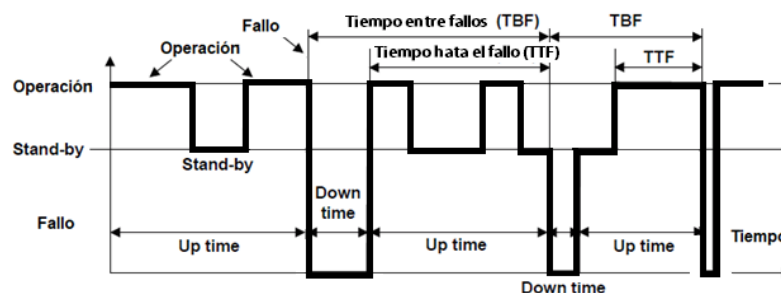 Fallo
Tiempo entre fallos (TBF)
TBF
Operación
Tiempo hata el fallo (TTF)
TTF
Operación
Stand-by
Stand-by
Down
time
Fallo
Up time
Up time
Up time
Tiempo
Down time